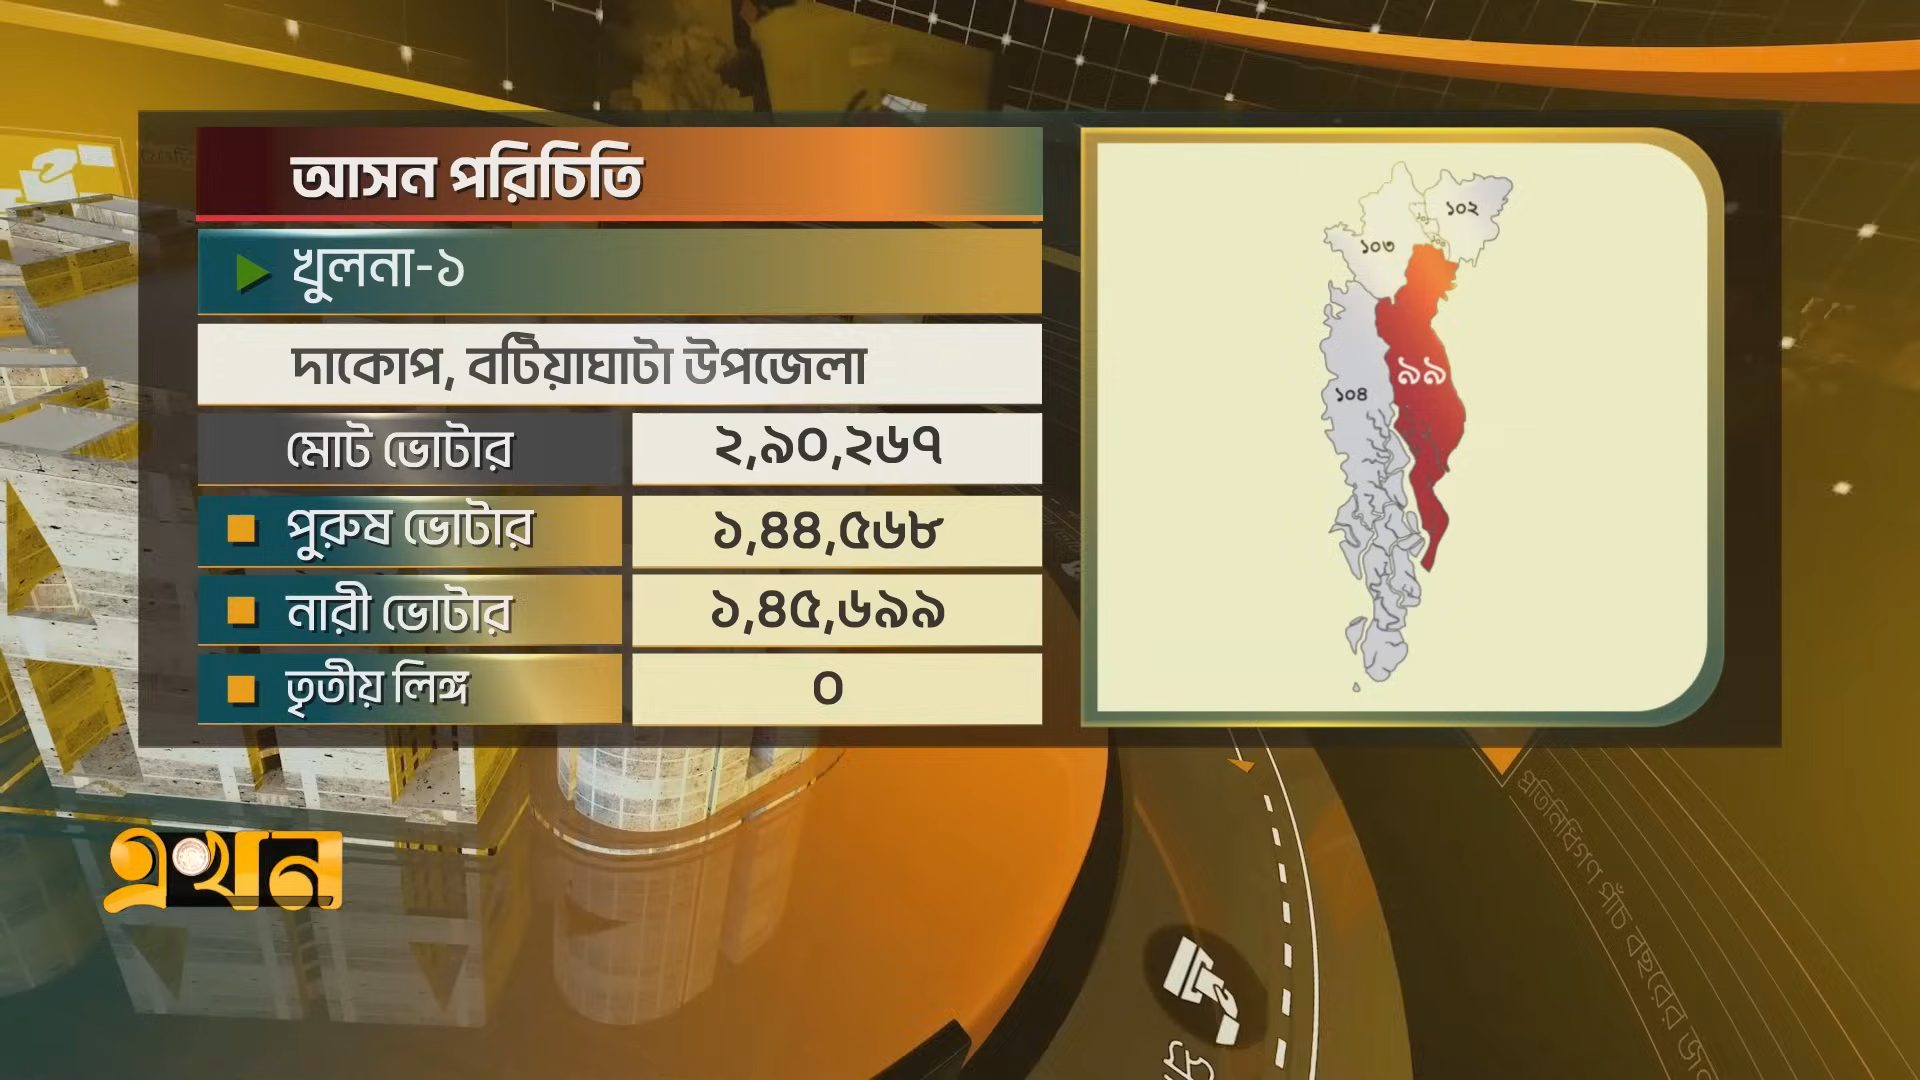 আসন পরিচিতি
খুলনা-১
দাকোপ, বটিয়াঘাটা উপজেলা
মোট ভোটার ২,৯০,২৬৭
পুরুষ ভোটার ১,৪৪,৫৬৮
নারী ভোটার ১,৪৫,৬৯৯
তৃতীয় লিঙ্গ ০
১০২
১০৩
৯৯
১০৪
এখন